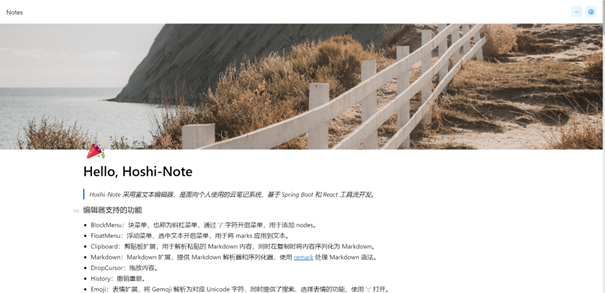 Notes
Hello, Hoshi-Note
Hoshi-Note 采用富文本编辑器，是面向个人使用的云笔记系统，基于 Spring Boot 和 React 工具流开发。
H3
编辑器支持的功能
BlockMenu：块菜单，也称为斜杠菜单，通过 '/' 字符开启菜单，用于添加 nodes。
FloatMenu：浮动菜单，选中文本开启菜单，用于将 marks 应用到文本。
Clipboard：剪贴板扩展，用于解析粘贴的 Markdown 内容，同时在复制时将内容序列化为 Markdown。
Markdown：Markdown 扩展，提供 Markdown 解析器和序列化器，使用 remark 处理 Markdown 语法。
DropCursor：拖放内容。
History：撤销重做。
Emoji：表情扩展，将 Gemoji 解析为对应 Unicode 字符，同时提供了搜索、选择表情的功能，使用 ':' 打开。